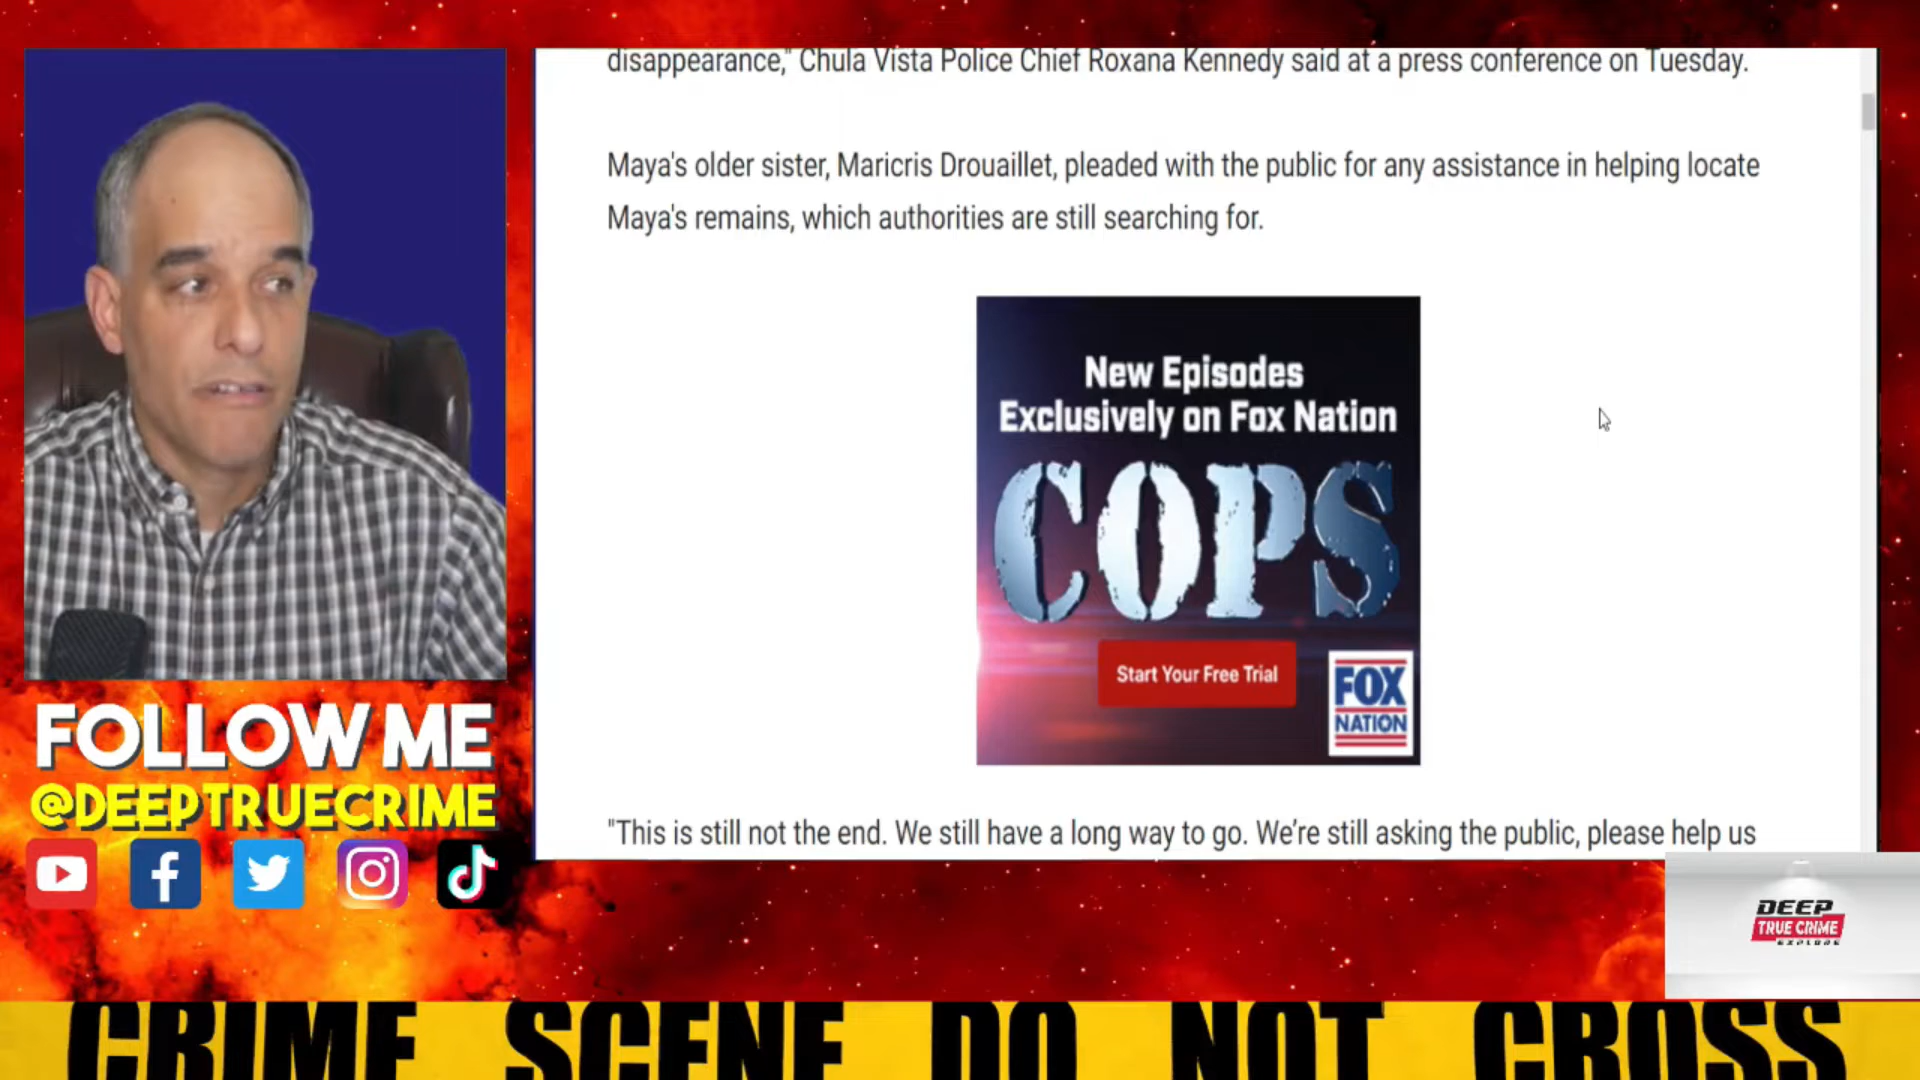 disappearance," Chula Vista Police Chief Roxana Kennedy said at a press conference on Tuesday.
Maya's older sister, Maricris Drouaillet, pleaded with the public for any assistance in helping locate
Maya's remains, which authorities are still searching for.
New Episodes
Exclusively on Fox Nation
COPS
Start Your Free Trial
FOX
NATION
"This is still not the end. We still have a long way to go. We're still asking the public, please help us
FOLLOW ME
@DEEPTRUECRIME
DEEP
TRUE CRIME
EXPLORE
CRIME SCENE DO NOT CROSS